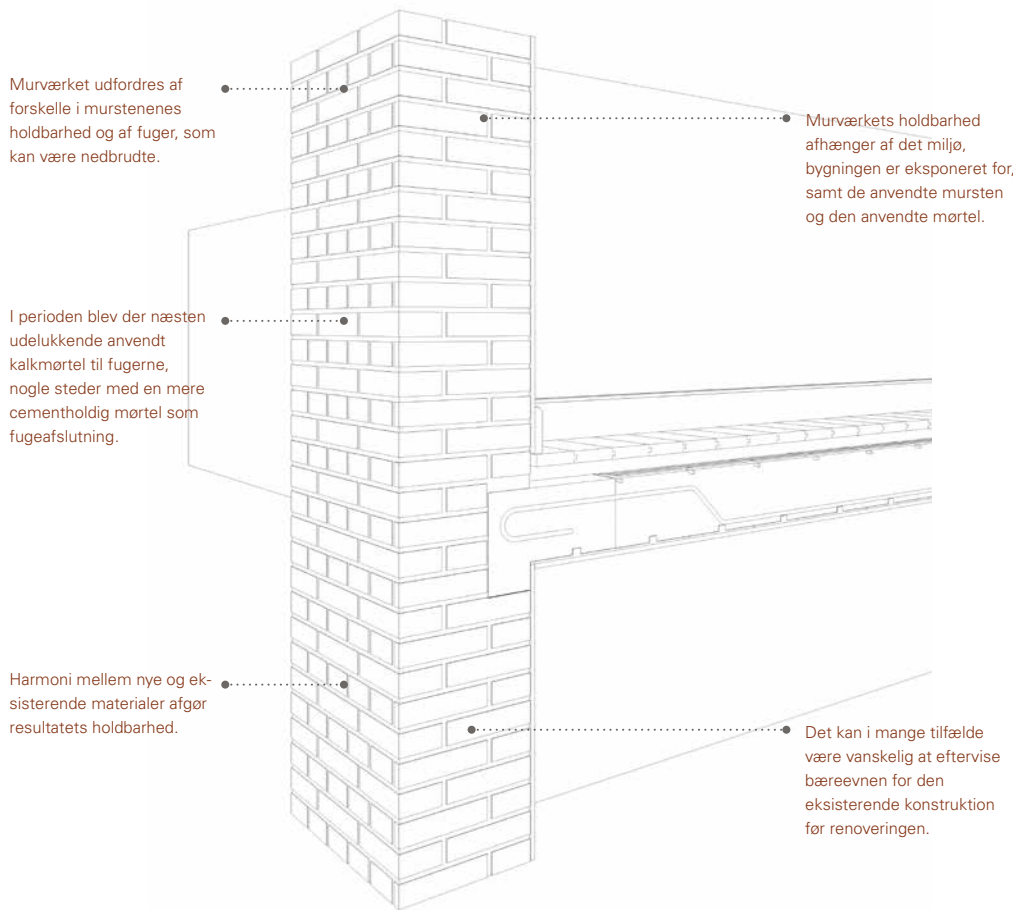 Murværket udfordres af
forskelle i murstenenes
holdbarhed og af fuger, som
kan være nedbrudte.
Murværkets holdbarhed
afhænger af det miljø,
bygningen er eksponeret for,
samt de anvendte mursten
og den anvendte mørtel.
I perioden blev der næsten
udelukkende anvendt
kalkmørtel til fugerne,
nogle steder med en mere
cementholdig mørtel som
fugeafslutning.
Harmoni mellem nye og ek-
sisterende materialer afgør
resultatets holdbarhed.
Det kan i mange tilfælde
være vanskelig at eftervise
bæreevnen for den
eksisterende konstruktion
før renoveringen.